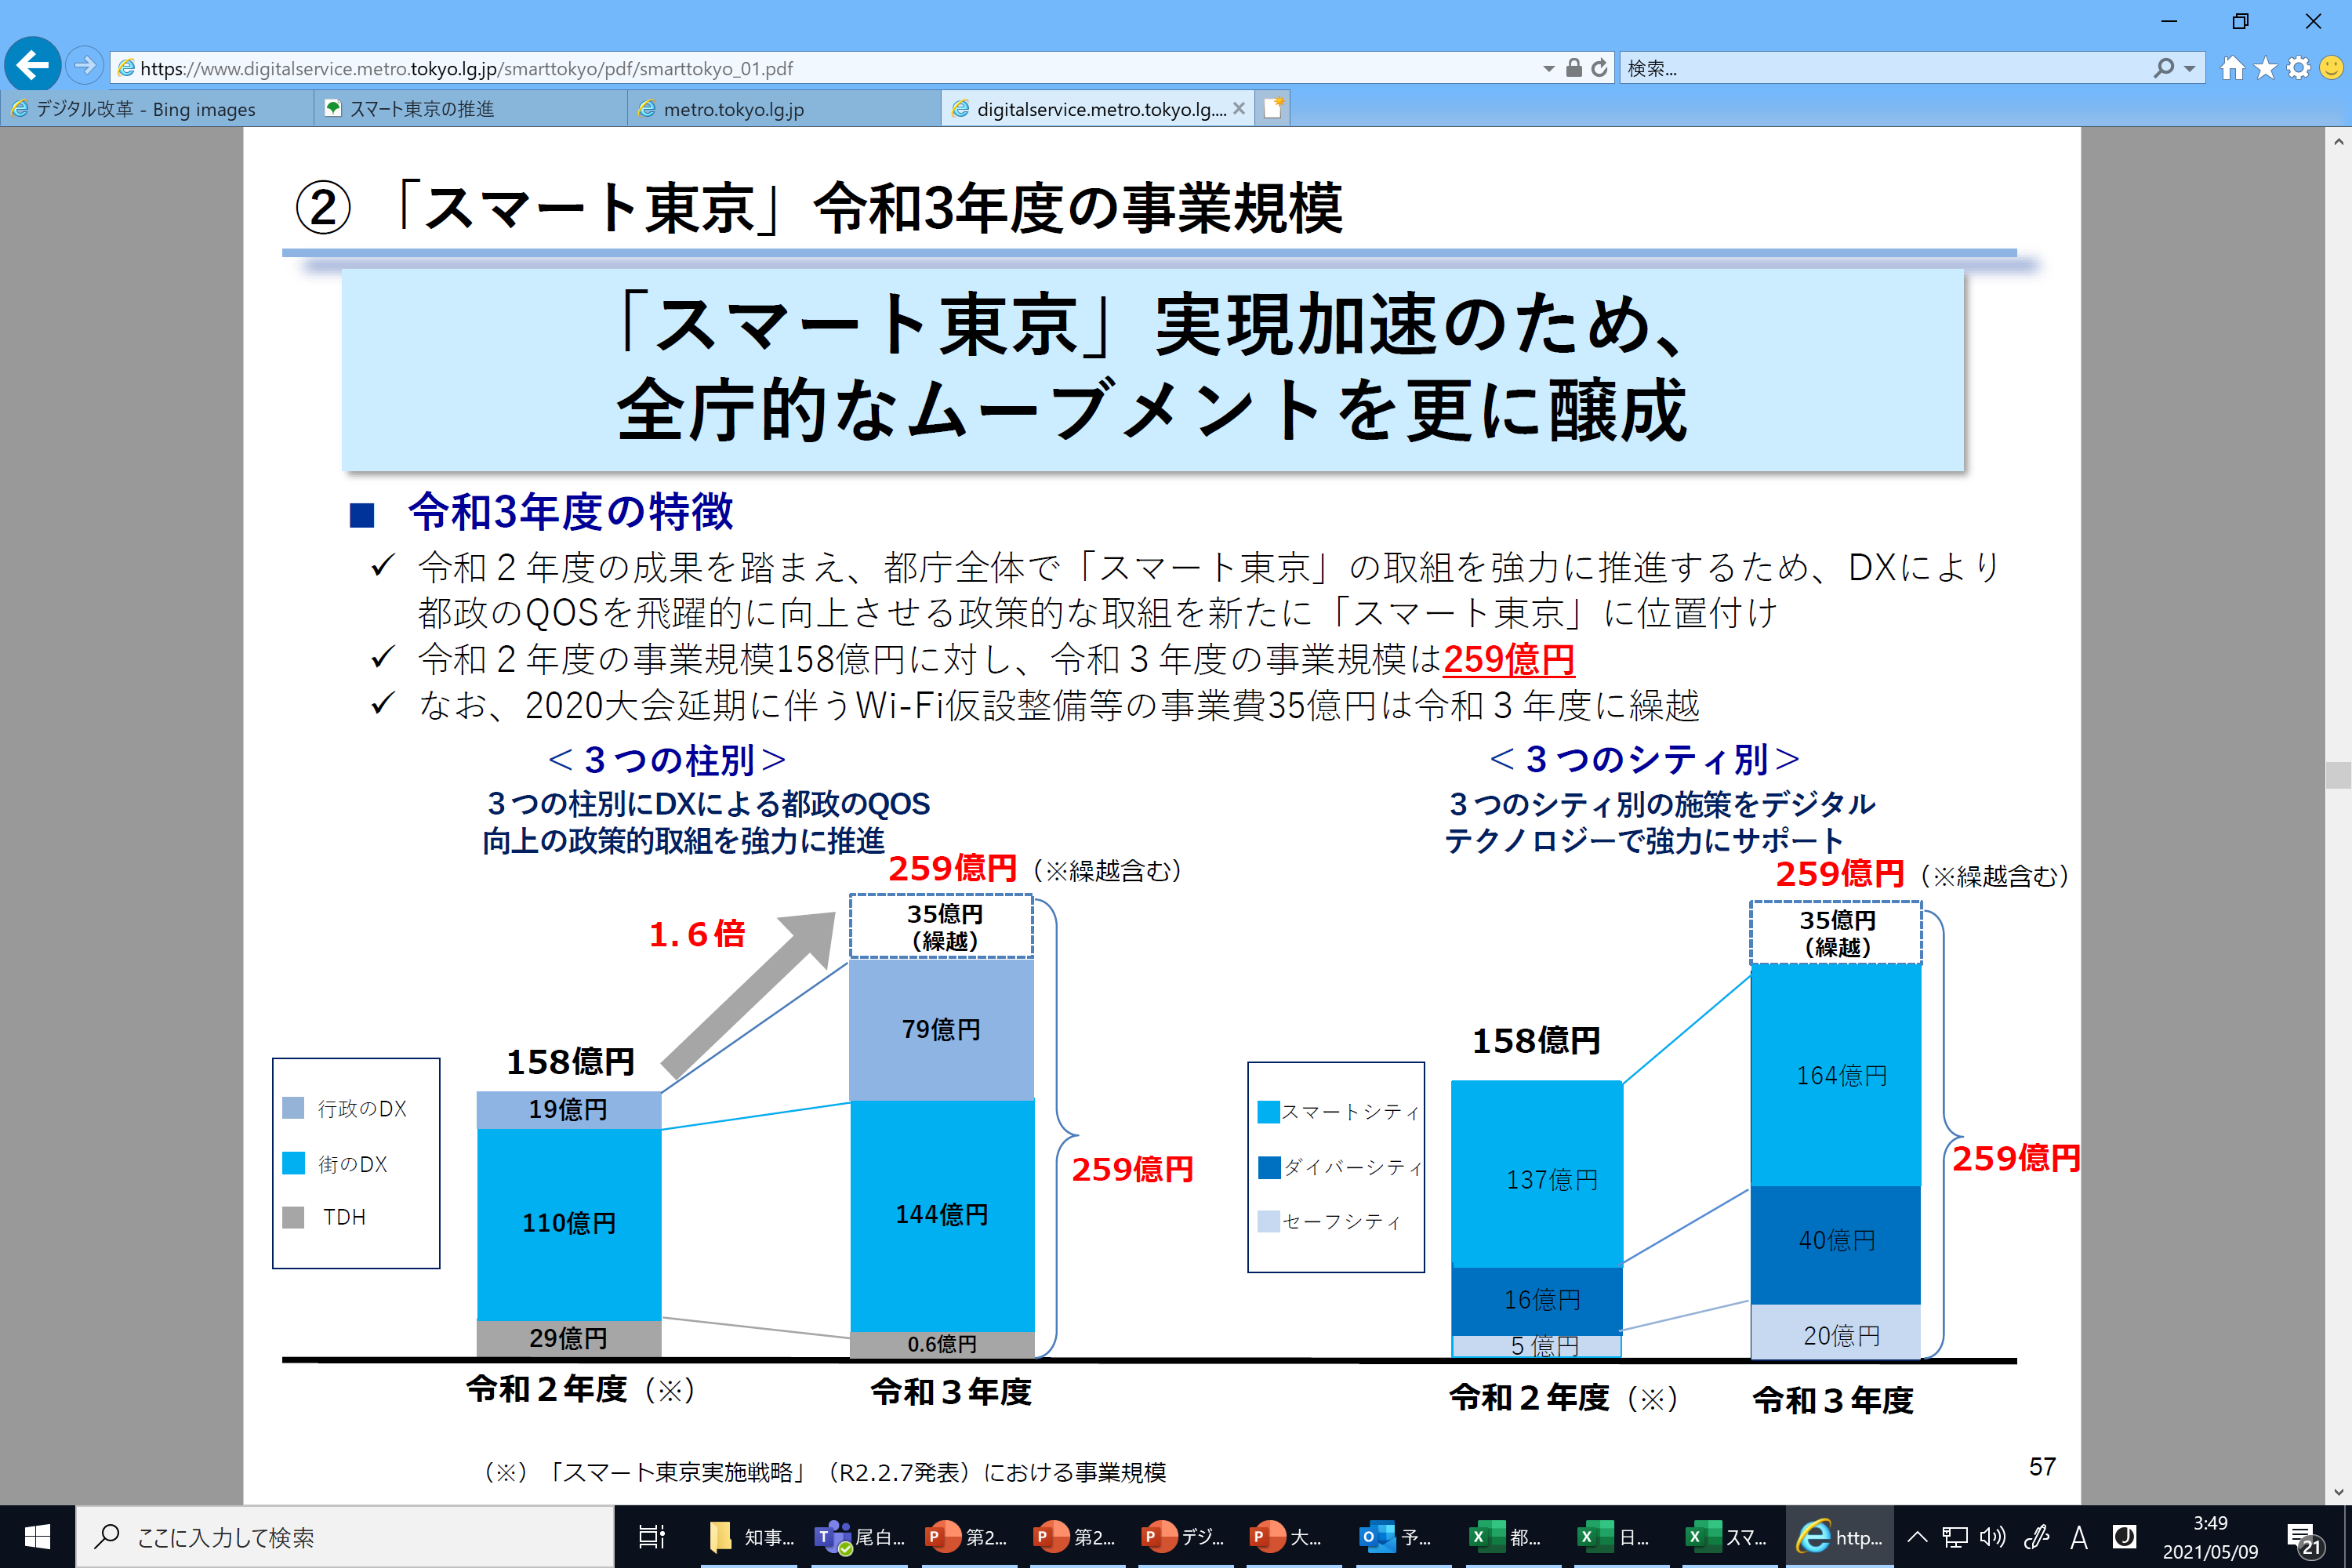 https://www.digitalservice.metro.tokyo.lg.jp/smarttokyo/pdf/smarttokyo_01.pdf
検索...
デジタル改革 - Bing images
スマート東京の推進
metro.tokyo.lg.jp
digitalservice.metro.tokyo.lg....
② 「スマート東京」令和3年度の事業規模
「スマート東京」実現加速のため、
全庁的なムーブメントを更に醸成
■ 令和3年度の特徴
✓ 令和２年度の成果を踏まえ、都庁全体で「スマート東京」の取組を強力に推進するため、DXにより
都政のQOSを飛躍的に向上させる政策的な取組を新たに「スマート東京」に位置付け
✓ 令和２年度の事業規模158億円に対し、令和３年度の事業規模は259億円
✓ なお、2020大会延期に伴うWi-Fi仮設整備等の事業費35億円は令和３年度に繰越
＜３つの柱別＞
３つの柱別にDXによる都政のQOS
向上の政策的取組を強力に推進
259億円（※繰越含む）
35億円
（繰越）
1.６倍
79億円
158億円
19億円
行政のDX
街のDX
TDH
110億円
144億円
259億円
29億円
0.6億円
令和２年度（※）
令和３年度
＜３つのシティ別＞
３つのシティ別の施策をデジタル
テクノロジーで強力にサポート
259億円（※繰越含む）
35億円
（繰越）
158億円
164億円
スマートシティ
ダイバーシティ
セーフシティ
137億円
259億円
40億円
16億円
20億円
５億円
令和２年度（※）
令和３年度
（※）「スマート東京実施戦略」（R2.2.7発表）における事業規模
57
ここに入力して検索
知事...
尾白...
第2...
第2...
デジ...
大...
予...
都...
日...
スマ...
http...
A
3:49
2021/05/09
21